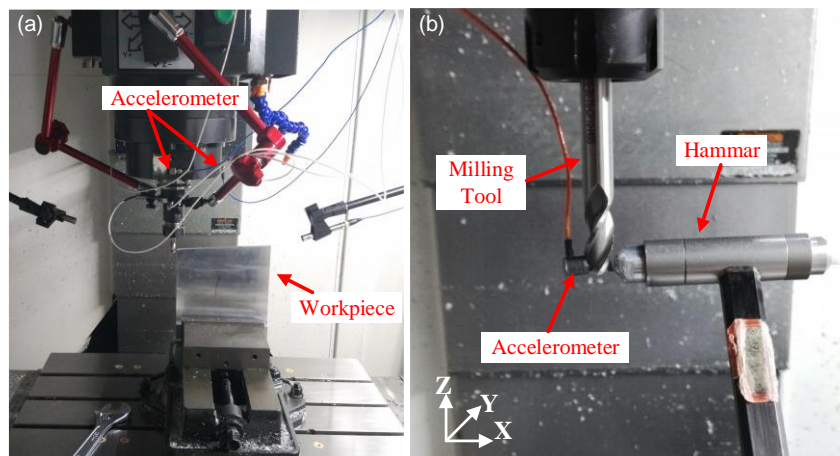 (a)
Accelerometer
Workpiece
(b)
Milling
Tool
Hammar
Accelerometer
Z
Y
X